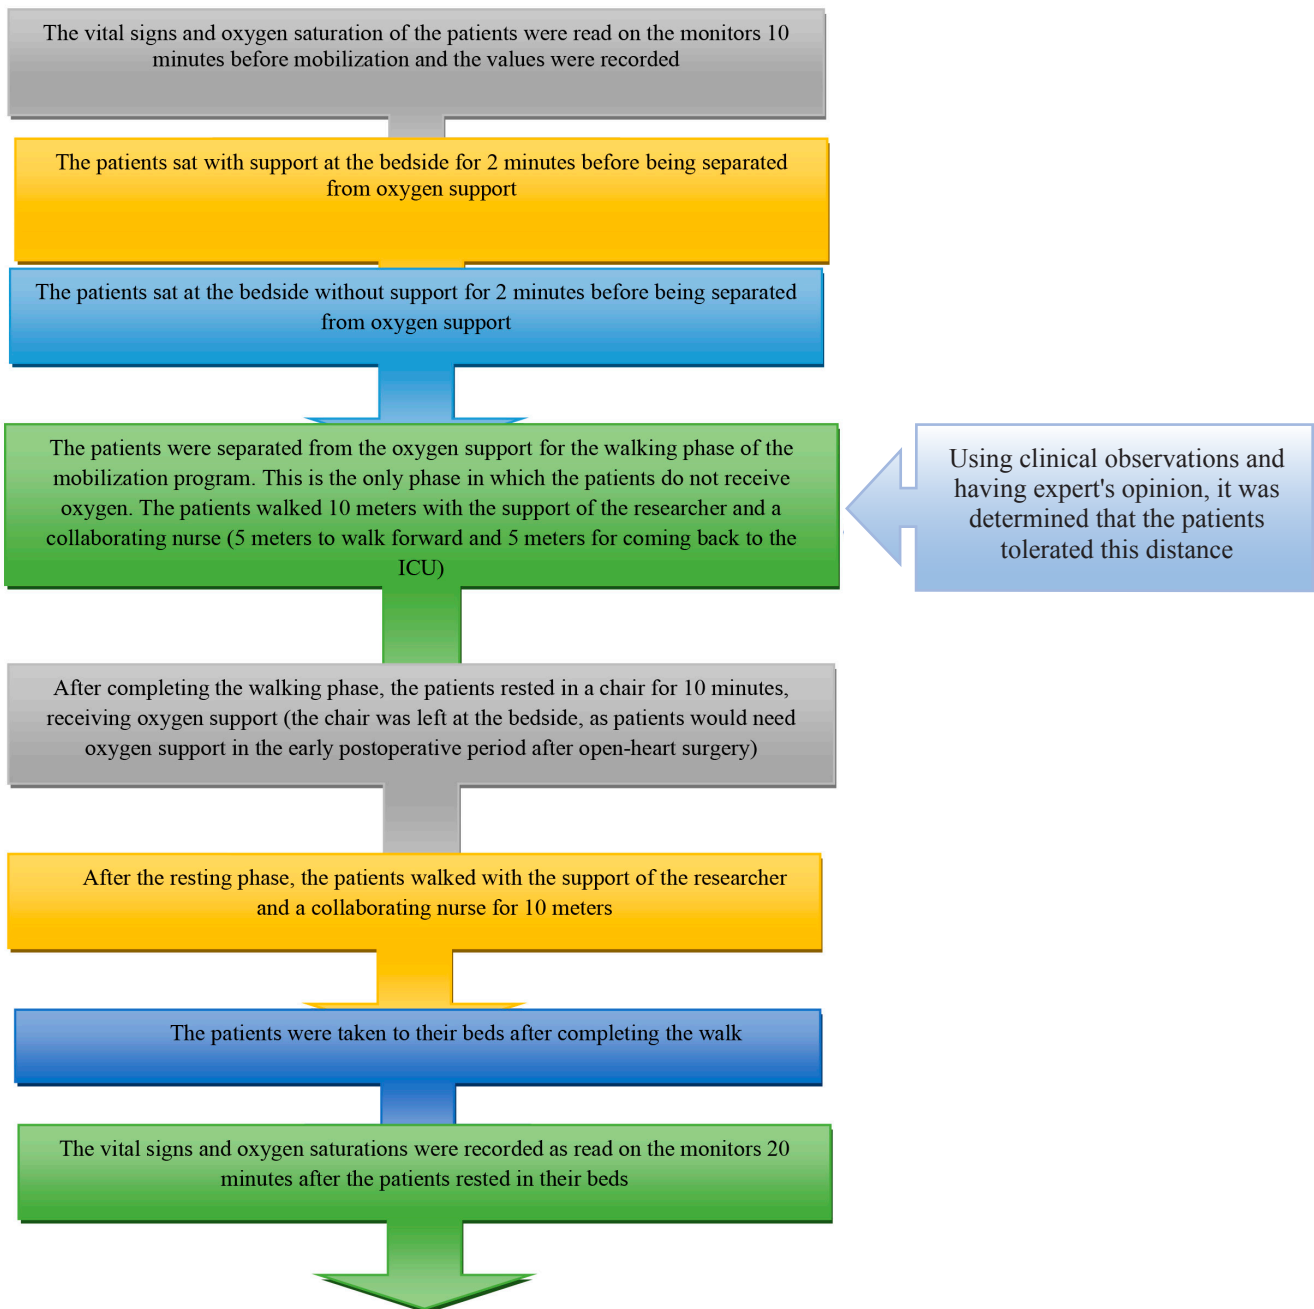 The vital signs and oxygen saturation of the patients were read on the monitors 10
minutes before mobilization and the values were recorded
The patients sat with support at the bedside for 2 minutes before being separated
from oxygen support
The patients sat at the bedside without support for 2 minutes before being separated
from oxygen support
The patients were separated from the oxygen support for the walking phase of the
mobilization program. This is the only phase in which the patients do not receive
oxygen. The patients walked 10 meters with the support of the researcher and a
collaborating nurse (5 meters to walk forward and 5 meters for coming back to the
ICU)
Using clinical observations and
having expert's opinion, it was
determined that the patients
tolerated this distance
After completing the walking phase, the patients rested in a chair for 10 minutes,
receiving oxygen support (the chair was left at the bedside, as patients would need
oxygen support in the early postoperative period after open-heart surgery)
After the resting phase, the patients walked with the support of the researcher
and a collaborating nurse for 10 meters
The patients were taken to their beds after completing the walk
The vital signs and oxygen saturations were recorded as read on the monitors 20
minutes after the patients rested in their beds